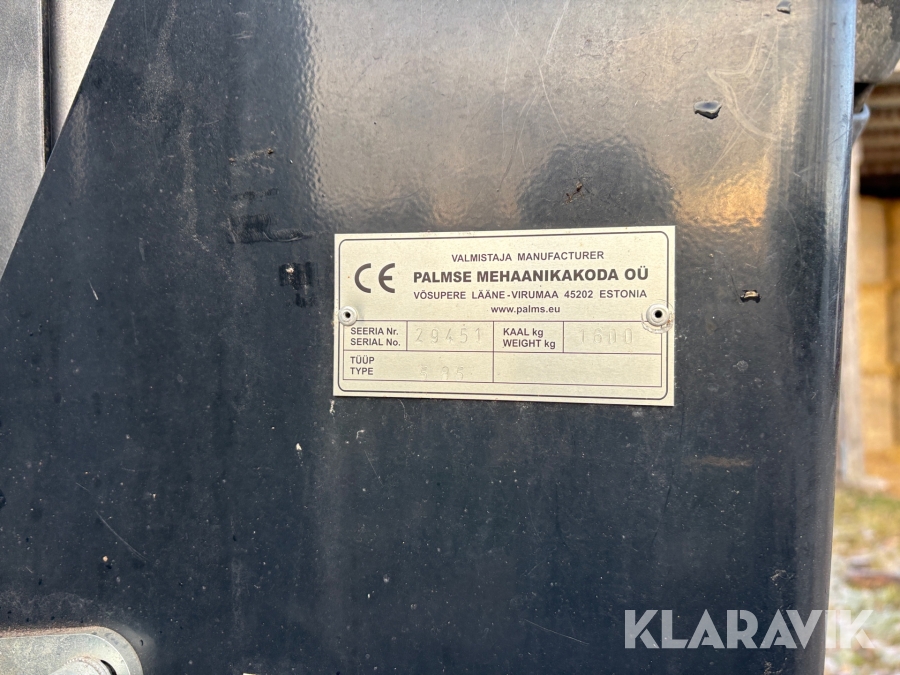 VALMISTAJA MANUFACTURER
CE PALMSE MEHAANIKAKODA OÜ
VÕSUPERE LÄÄNE-VIRUMAA 45202 ESTONIA
www.palms.eu
SEERIA Nr. 29451 KAAL kg 1600
SERIAL No. WEIGHT kg
TÜÜP
TYPE
KLARAVIK